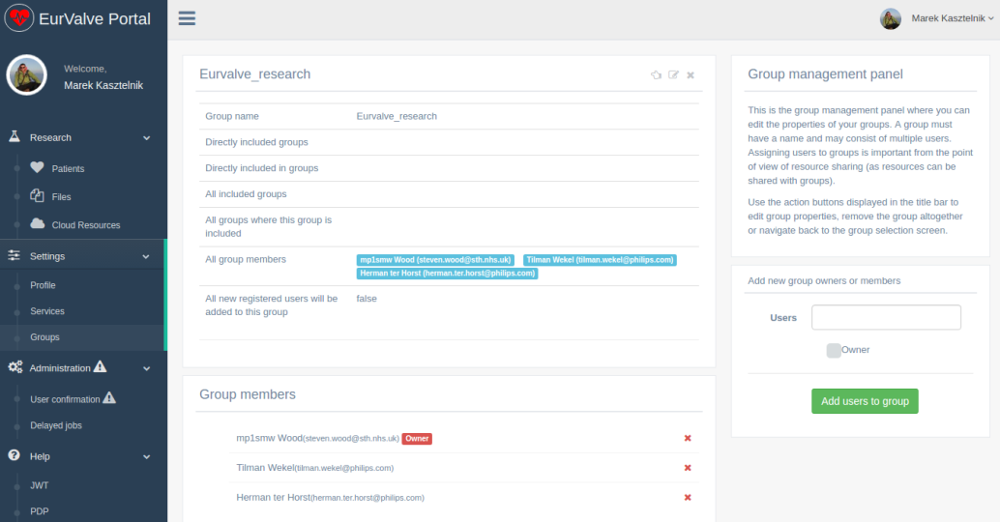 EurValve Portal
Marek Kasztelnik
Welcome,
Marek Kasztelnik
Research
Patients
Files
Cloud Resources
Settings
Profile
Services
Groups
Administration
User confirmation
Delayed jobs
Help
JWT
PDP
Eurvalve_research
Group name Eurvalve_research
Directly included groups
Directly included in groups
All included groups
All groups where this group is
included
All group members mp1smw Wood (steven.wood@sth.nhs.uk) Tilman Wekel (tilman.wekel@philips.com)
Herman ter Horst (herman.ter.horst@philips.com)
All new registered users will be false
added to this group
Group members
mp1smw Wood(steven.wood@sth.nhs.uk) Owner
Tilman Wekel(tilman.wekel@philips.com)
Herman ter Horst(herman.ter.horst@philips.com)
Group management panel
This is the group management panel where you can
edit the properties of your groups. A group must
have a name and may consist of multiple users.
Assigning users to groups is important from the point
of view of resource sharing (as resources can be
shared with groups).
Use the action buttons displayed in the title bar to
edit group properties, remove the group altogether
or navigate back to the group selection screen.
Add new group owners or members
Users
Owner
Add users to group